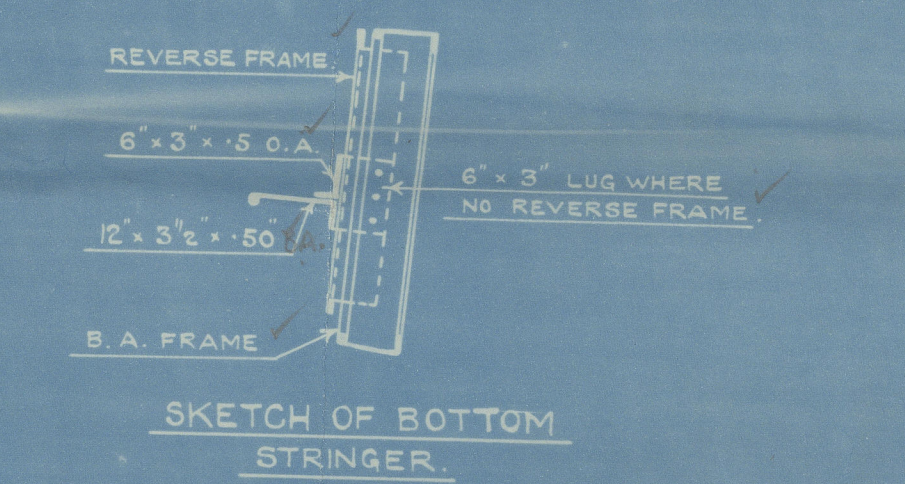 REVERSE FRAME.
6" x 3" x .5 O.A.
6" x 3" LUG WHERE
NO REVERSE FRAME.
12" x 3½" x .50" B.A.
B. A. FRAME
SKETCH OF BOTTOM
STRINGER.